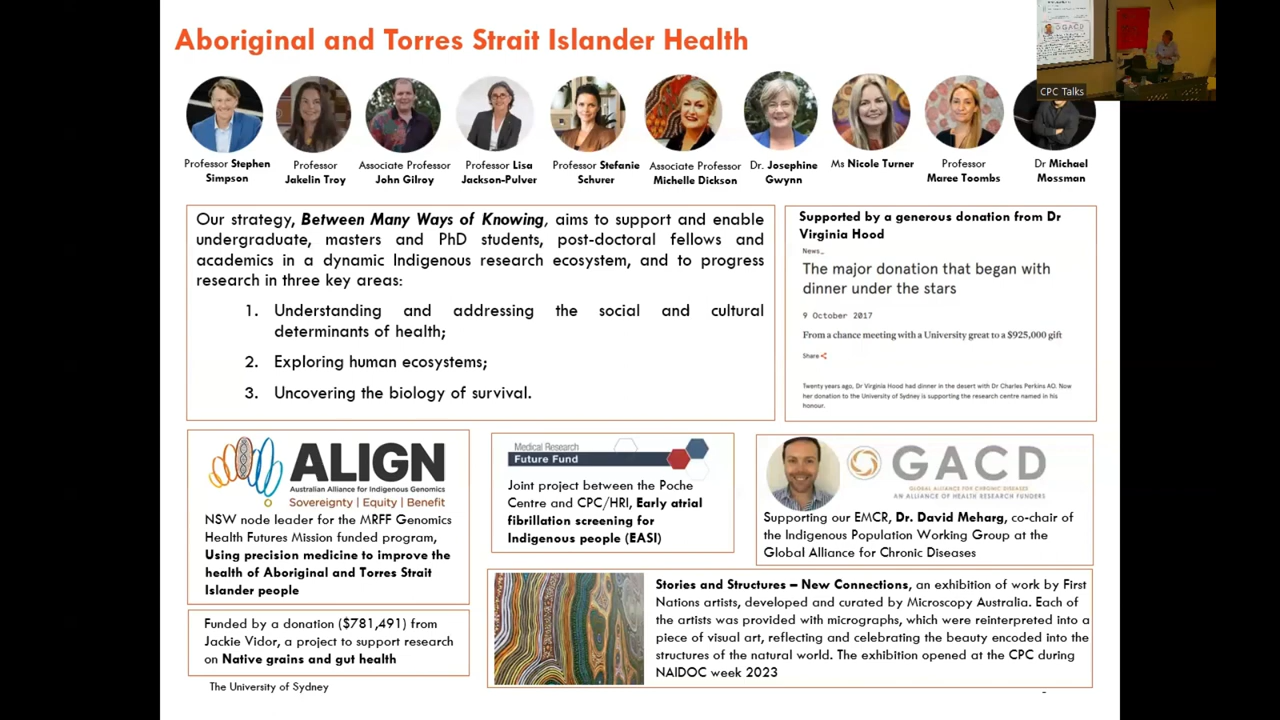 Aboriginal and Torres Strait Islander Health
GACD
CPC Talks
Professor Stephen
Simpson
Professor
Jakelin Troy
Associate Professor
John Gilroy
Professor Lisa
Jackson-Pulver
Professor Stefanie
Schurer
Associate Professor
Michelle Dickson
Dr. Josephine
Gwynn
Ms Nicole Turner
Professor
Maree Toombs
Dr Michael
Mossman
Our strategy, Between Many Ways of Knowing, aims to support and enable
undergraduate, masters and PhD students, post-doctoral fellows and
academics in a dynamic Indigenous research ecosystem, and to progress
research in three key areas:
1. Understanding and addressing the social and cultural
determinants of health;
2. Exploring human ecosystems;
3. Uncovering the biology of survival.
Supported by a generous donation from Dr
Virginia Hood
News_
The major donation that began with
dinner under the stars
9 October 2017
From a chance meeting with a University great to a $925,000 gift
Share
Twenty years ago, Dr Virginia Hood had dinner in the desert with Dr Charles Perkins AO. Now
her donation to the University of Sydney is supporting the research centre named in his
honour.
ALIGN
Australian Alliance for Indigenous Genomics
Sovereignty | Equity | Benefit
NSW node leader for the MRFF Genomics
Health Futures Mission funded program,
Using precision medicine to improve the
health of Aboriginal and Torres Strait
Islander people
Medical Research
Future Fund
Joint project between the Poche
Centre and CPC/HRI, Early atrial
fibrillation screening for
Indigenous people (EASI)
GACD
GLOBAL ALLIANCE FOR CHRONIC DISEASES
AN ALLIANCE OF HEALTH RESEARCH FUNDERS
Supporting our EMCR, Dr. David Meharg, co-chair of
the Indigenous Population Working Group at the
Global Alliance for Chronic Diseases
Funded by a donation ($781,491) from
Jackie Vidor, a project to support research
on Native grains and gut health
Stories and Structures – New Connections, an exhibition of work by First
Nations artists, developed and curated by Microscopy Australia. Each of
the artists was provided with micrographs, which were reinterpreted into a
piece of visual art, reflecting and celebrating the beauty encoded into the
structures of the natural world. The exhibition opened at the CPC during
NAIDOC week 2023
The University of Sydney